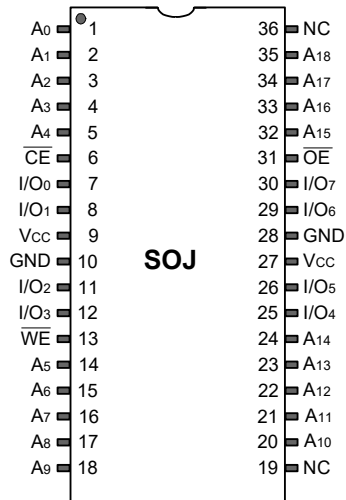 A0 1 36 NC
A1 2 35 A18
A2 3 34 A17
A3 4 33 A16
A4 5 32 A15
C̅E̅ 6 31 O̅E̅
I/O0 7 30 I/O7
I/O1 8 29 I/O6
VCC 9 28 GND
GND 10 SOJ 27 VCC
I/O2 11 26 I/O5
I/O3 12 25 I/O4
W̅E̅ 13 24 A14
A5 14 23 A13
A6 15 22 A12
A7 16 21 A11
A8 17 20 A10
A9 18 19 NC